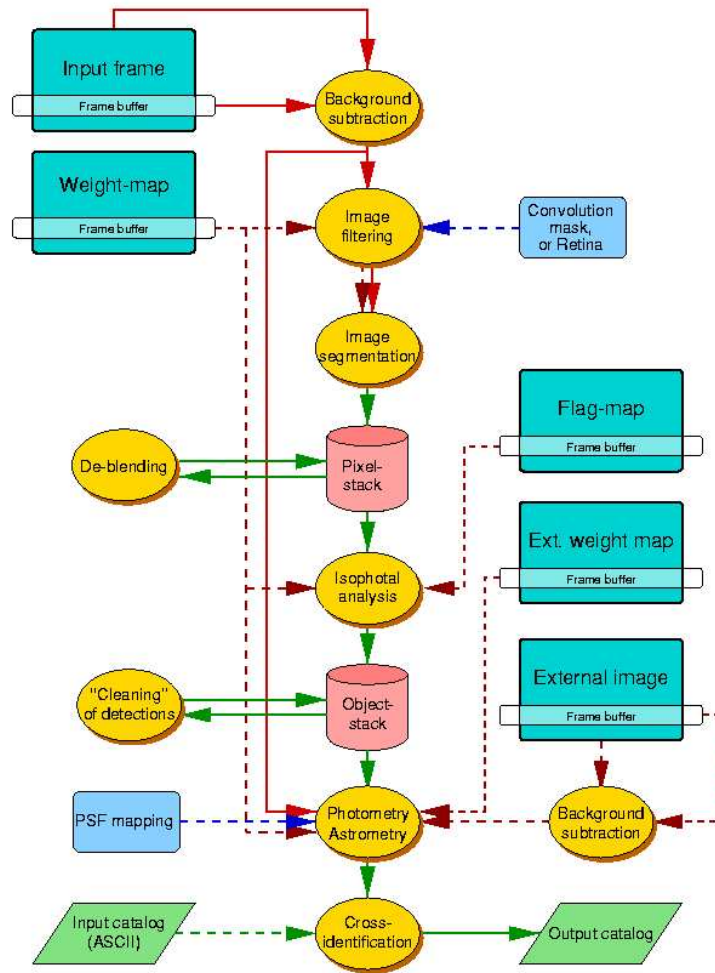 Input frame
Frame buffer
Background
subtraction
Weight-map
Frame buffer
Image
filtering
Convolution
mask,
or Retina
Image
segmentation
Flag-map
Frame buffer
De-blending
Pixel-
stack
Ext. weight map
Frame buffer
Isophotal
analysis
External image
Frame buffer
"Cleaning"
of detections
Object-
stack
PSF mapping
Photometry
Astrometry
Background
subtraction
Input catalog
(ASCII)
Cross-
identification
Output catalog